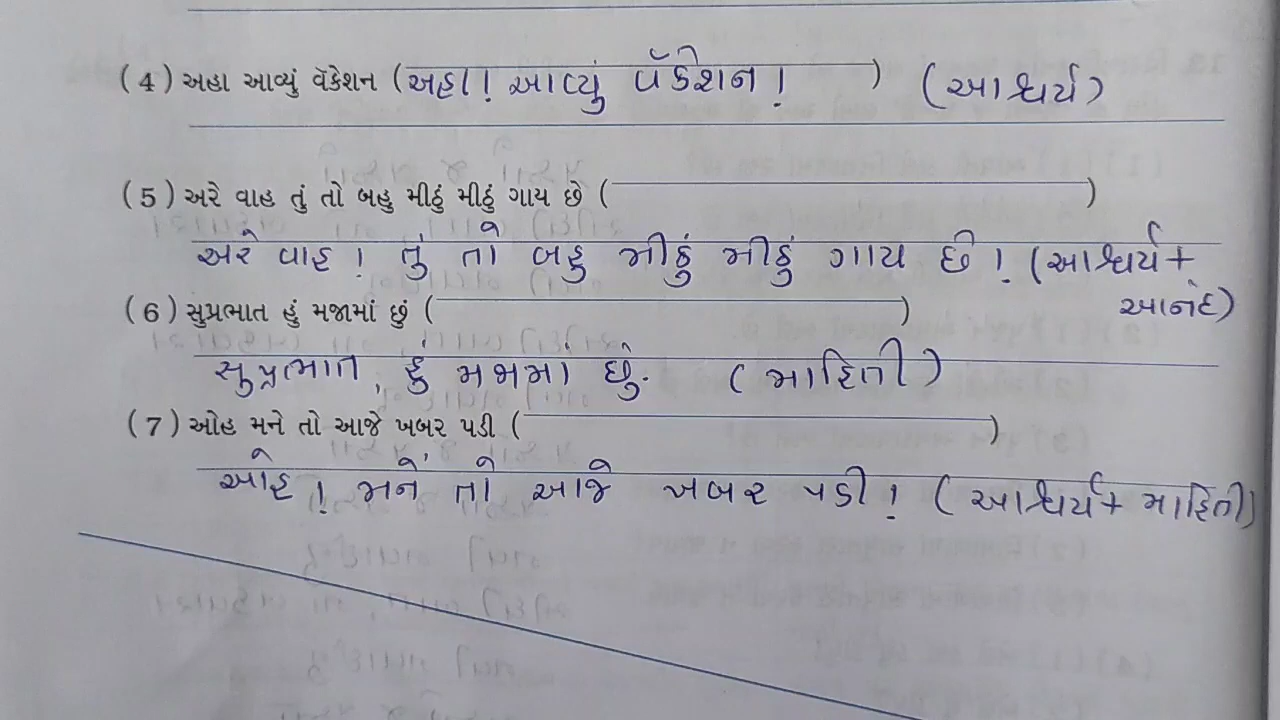 (4) અહા આવ્યું વૅકેશન (અહા! આવ્યું વૅકેશન!) (આશ્ચર્ય)
(5) અરે વાહ તું તો બહુ મીઠું મીઠું ગાય છે (
)
અરે વાહ! તું તો બહુ મીઠું મીઠું ગાય છે! (આશ્ચર્ય+
આનંદ)
(6) સુપ્રભાત હું મજામાં છું (
)
સુપ્રભાત, હું મજામાં છું. (માહિતી)
(7) ઓહ મને તો આજે ખબર પડી (
)
ઓહ! મને તો આજે ખબર પડી! (આશ્ચર્ય+માહિતી)